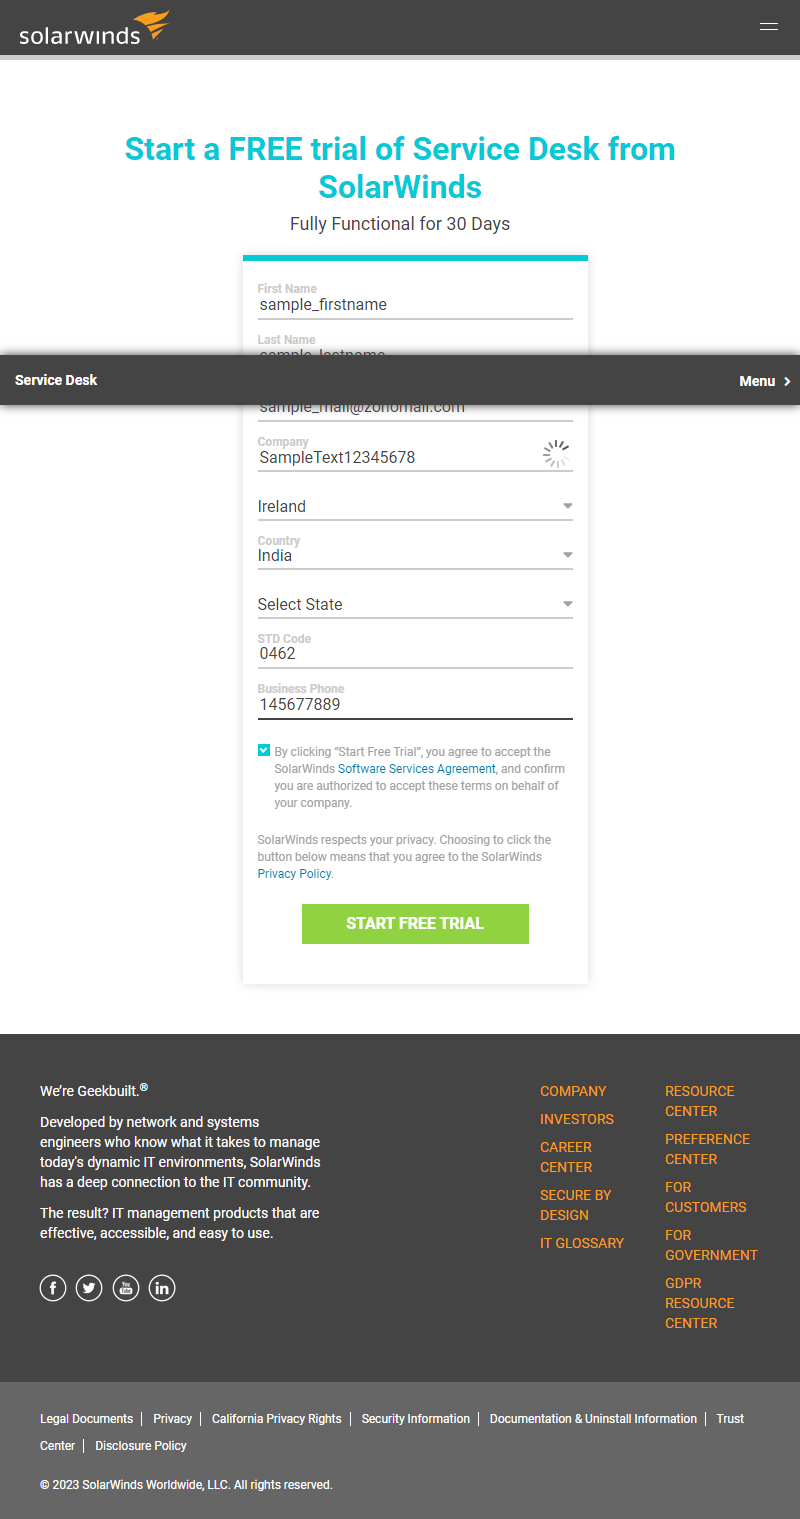 solarwinds
Start a FREE trial of Service Desk from
SolarWinds
Fully Functional for 30 Days
First Name
sample_firstname
Last Name
sample_lastname
Service Desk
Menu
sample_mail@zohomail.com
Company
SampleText12345678
Ireland
Country
India
Select State
STD Code
0462
Business Phone
145677889
By clicking “Start Free Trial”, you agree to accept the
SolarWinds Software Services Agreement, and confirm
you are authorized to accept these terms on behalf of
your company.
SolarWinds respects your privacy. Choosing to click the
button below means that you agree to the SolarWinds
Privacy Policy.
START FREE TRIAL
We’re Geekbuilt.®
Developed by network and systems
engineers who know what it takes to manage
today's dynamic IT environments, SolarWinds
has a deep connection to the IT community.
The result? IT management products that are
effective, accessible, and easy to use.
You
Tube
COMPANY
INVESTORS
CAREER
CENTER
SECURE BY
DESIGN
IT GLOSSARY
RESOURCE
CENTER
PREFERENCE
CENTER
FOR
CUSTOMERS
FOR
GOVERNMENT
GDPR
RESOURCE
CENTER
Legal Documents | Privacy | California Privacy Rights | Security Information | Documentation & Uninstall Information | Trust
Center | Disclosure Policy
© 2023 SolarWinds Worldwide, LLC. All rights reserved.